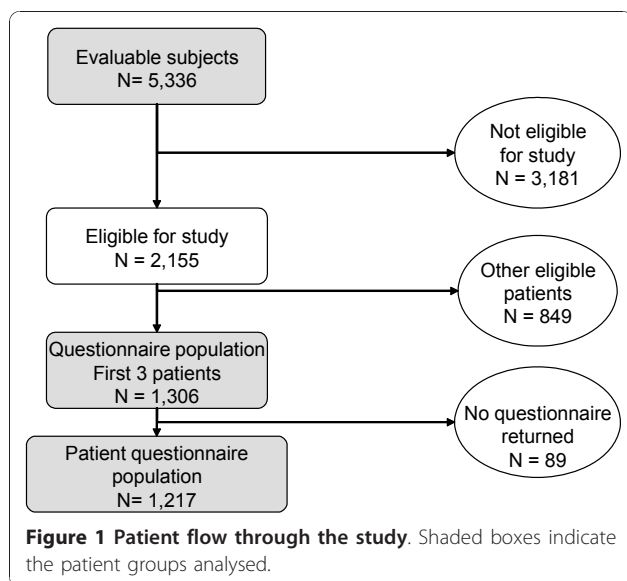 Evaluable subjects
N= 5,336
Not eligible
for study
N = 3,181
Eligible for study
N = 2,155
Other eligible
patients
N = 849
Questionnaire population
First 3 patients
N = 1,306
No questionnaire
returned
N = 89
Patient questionnaire
population
N= 1,217
Figure 1 Patient flow through the study. Shaded boxes indicate
the patient groups analysed.